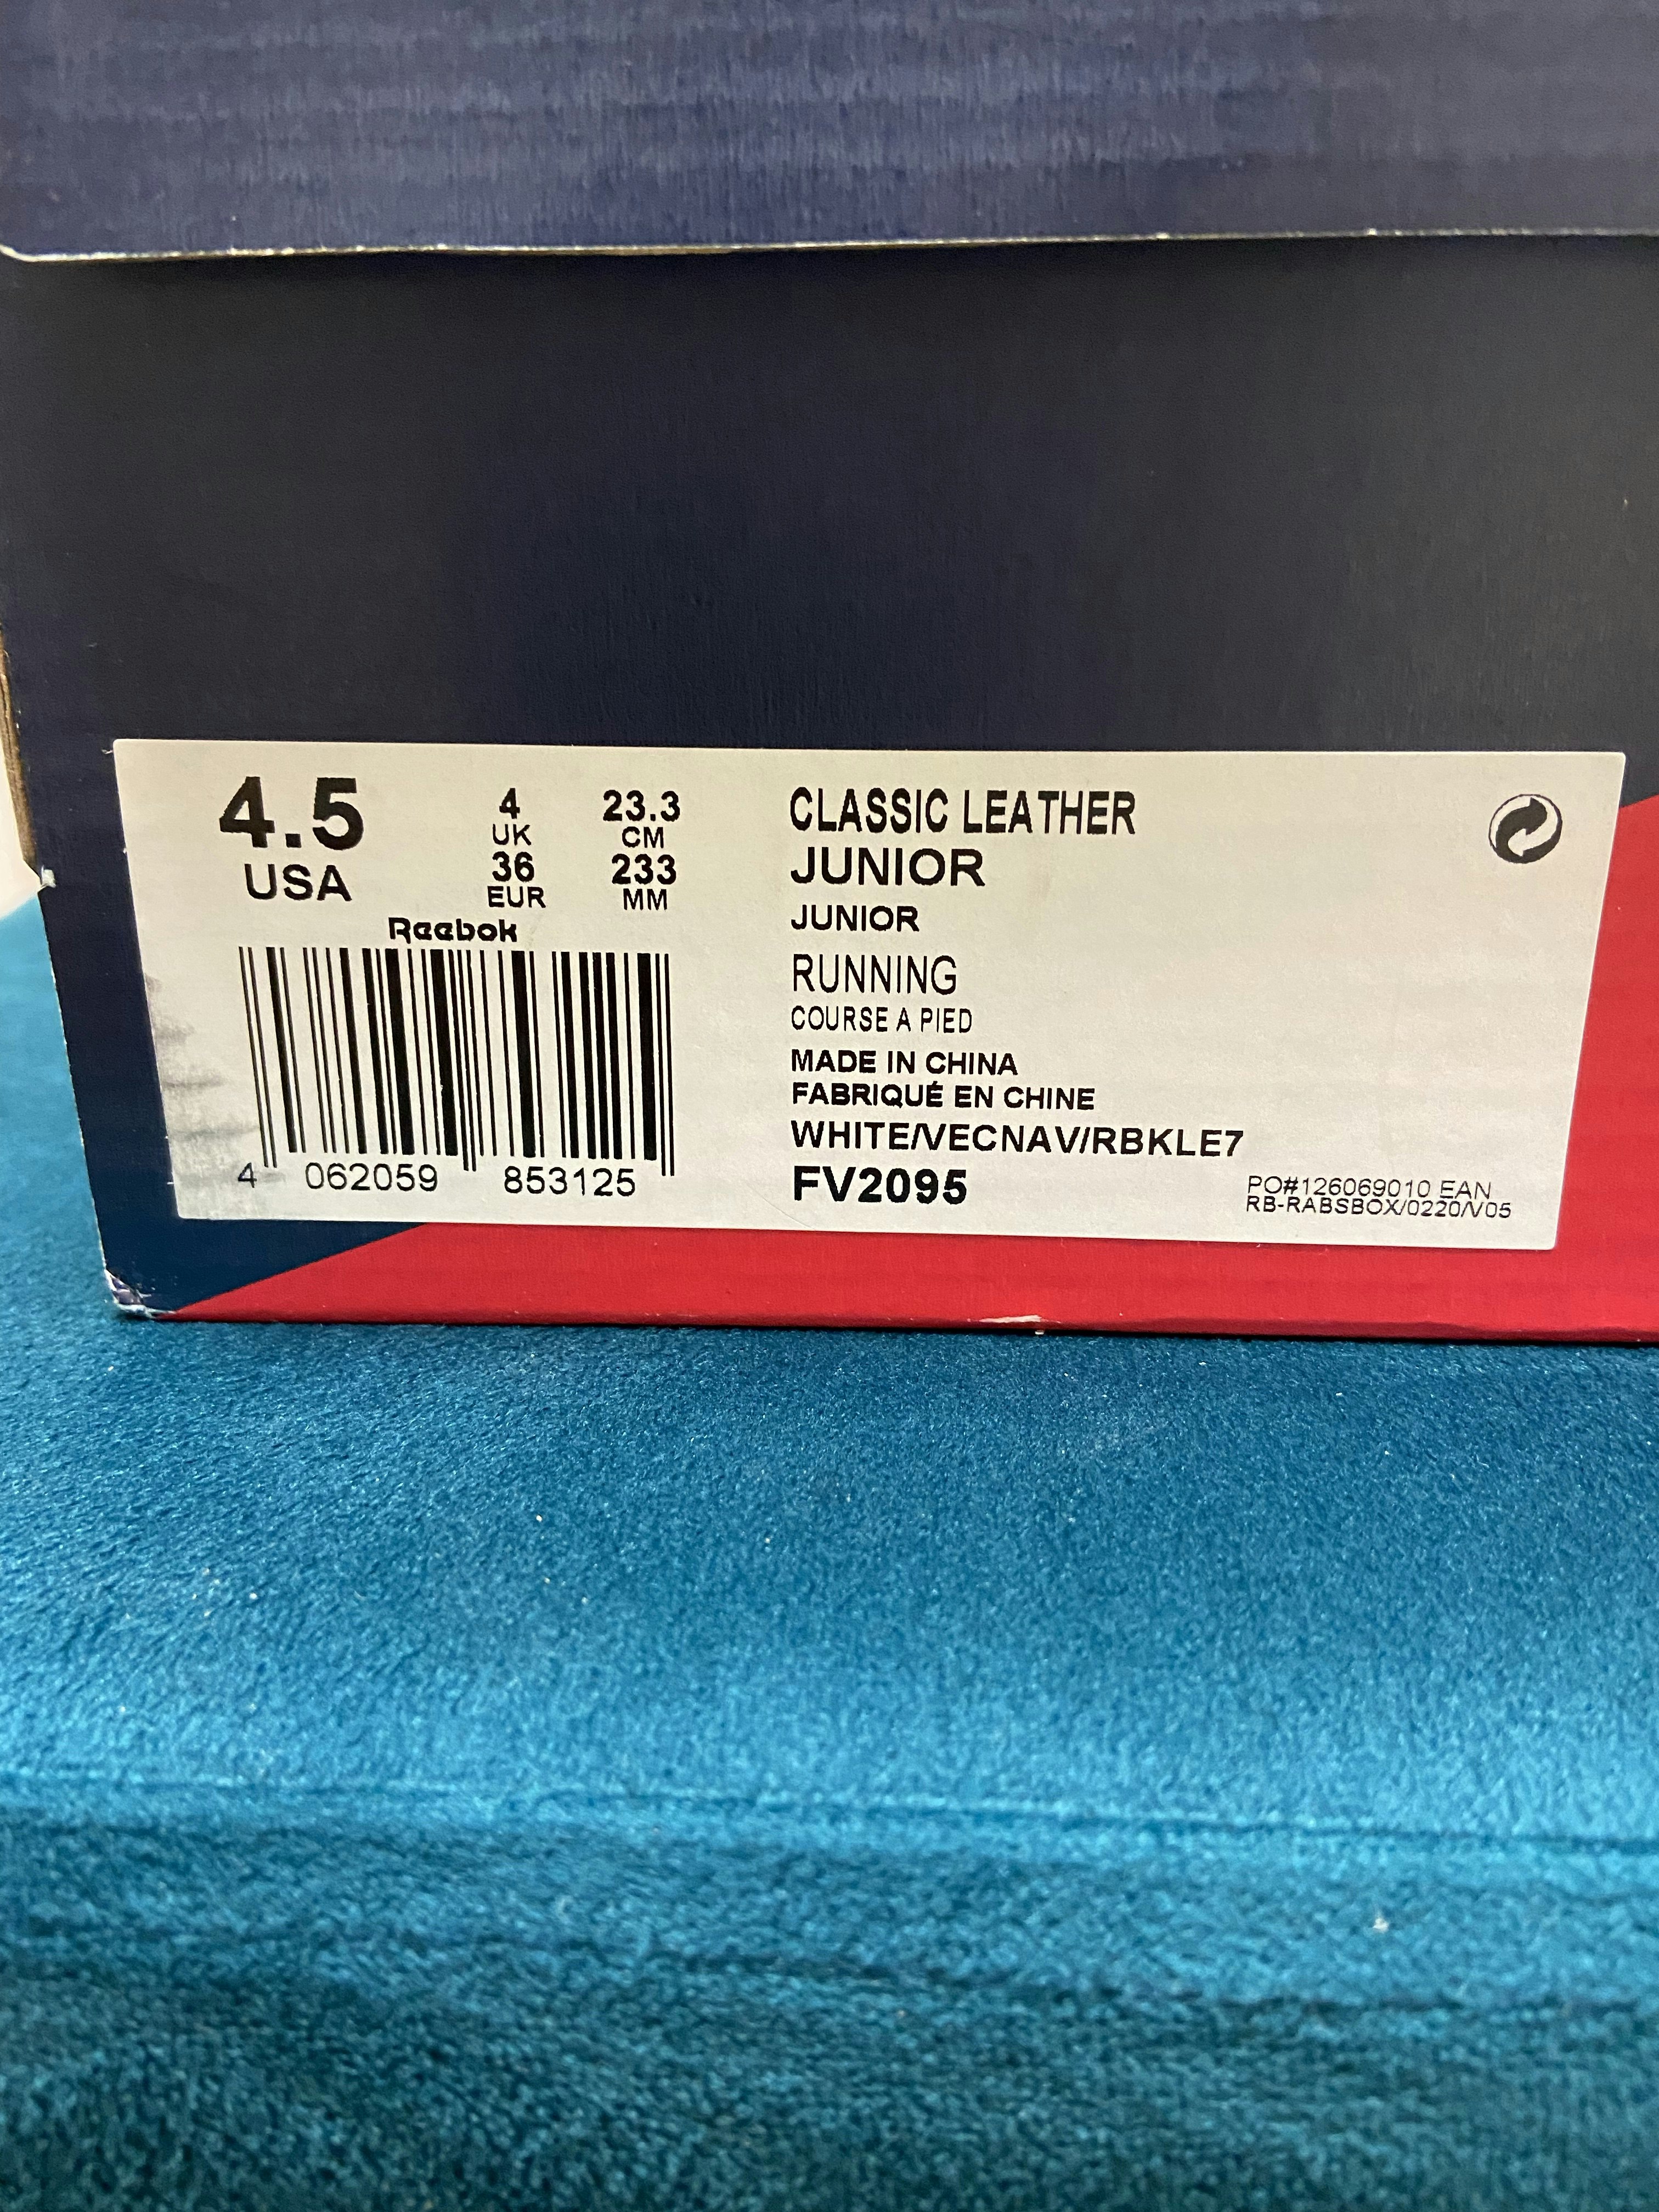 4.5
USA
4
UK
36
EUR
23.3
CM
233
MM
Reebok
4 062059 853125
CLASSIC LEATHER
JUNIOR
JUNIOR
RUNNING
COURSE A PIED
MADE IN CHINA
FABRIQUÉ EN CHINE
WHITE/VECNAV/RBKLE7
FV2095
PO#126069010 EAN
RB-RABSBOX/0220/V05